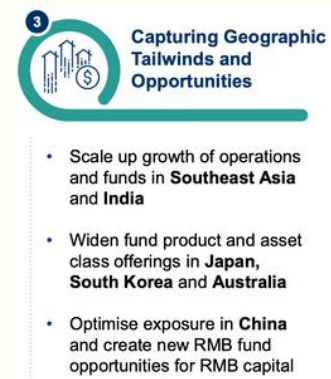 3
Capturing Geographic
Tailwinds and
Opportunities
$
• Scale up growth of operations
and funds in Southeast Asia
and India
• Widen fund product and asset
class offerings in Japan,
South Korea and Australia
• Optimise exposure in China
and create new RMB fund
opportunities for RMB capital